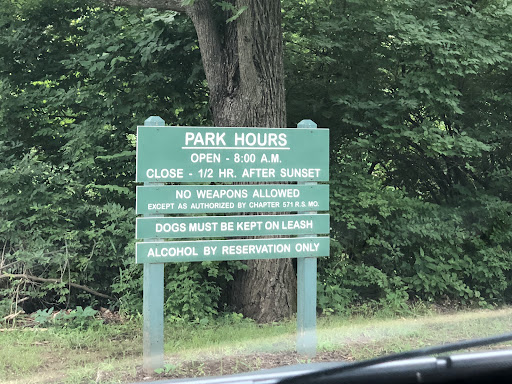 PARK HOURS
OPEN - 8:00 A.M.
CLOSE - 1/2 HR. AFTER SUNSET
NO WEAPONS ALLOWED
EXCEPT AS AUTHORIZED BY CHAPTER 571 R.S. MO.
DOGS MUST BE KEPT ON LEASH
ALCOHOL BY RESERVATION ONLY